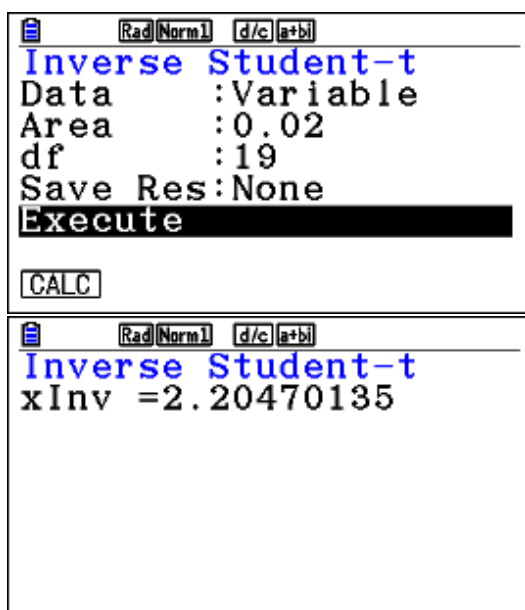 Rad Norm1 d/c a+bi
Inverse Student-t
Data :Variable
Area :0.02
df :19
Save Res:None
Execute
CALC
Rad Norm1 d/c a+bi
Inverse Student-t
xInv =2.20470135